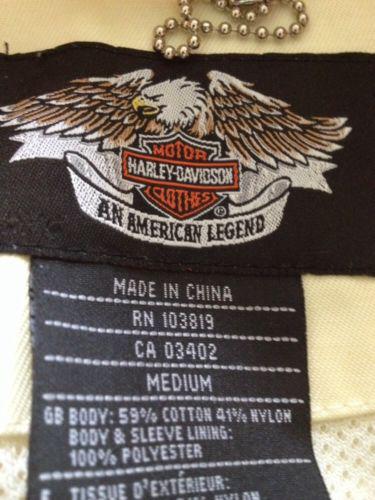 MOTOR
HARLEY-DAVIDSON
CLOTHES
®
AN AMERICAN LEGEND
MADE IN CHINA
RN 103819
CA 03402
MEDIUM
GB BODY: 59% COTTON 41% NYLON
BODY & SLEEVE LINING:
100% POLYESTER
F TISSUE D'EXTÉRIEUR: